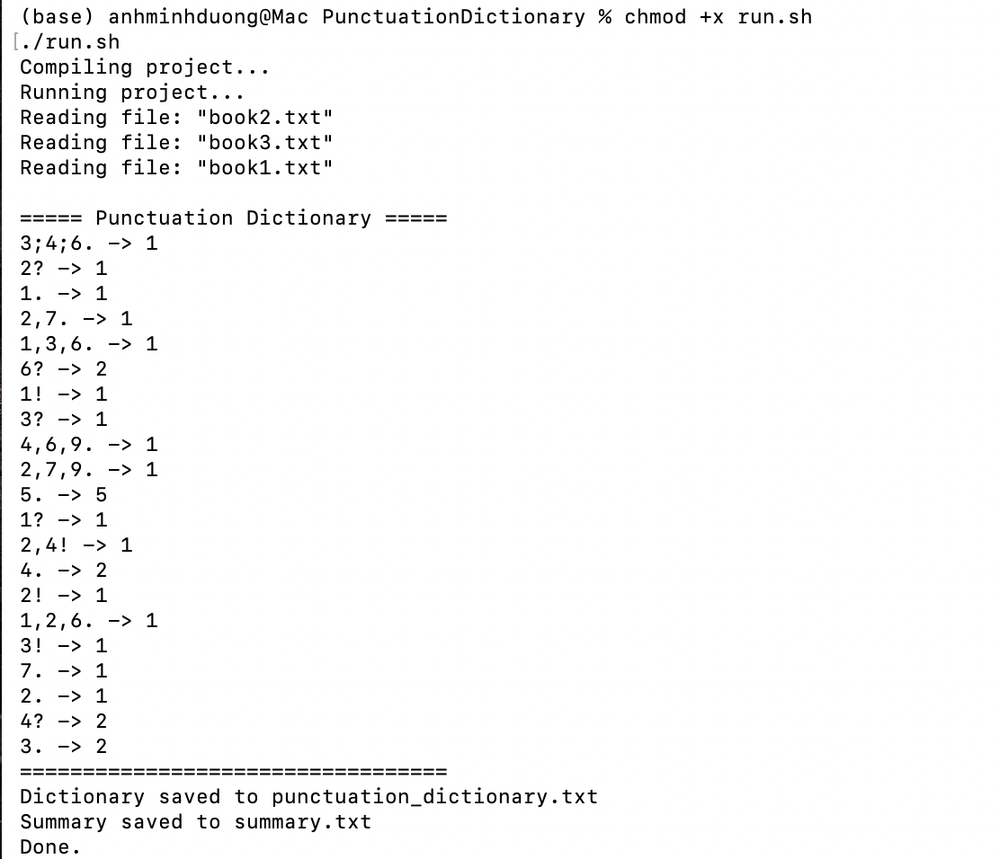 (base) anhminhduong@Mac PunctuationDictionary % chmod +x run.sh
[./run.sh
Compiling project...
Running project...
Reading file: "book2.txt"
Reading file: "book3.txt"
Reading file: "book1.txt"

===== Punctuation Dictionary =====
3;4;6. -> 1
2? -> 1
1. -> 1
2,7. -> 1
1,3,6. -> 1
6? -> 2
1! -> 1
3? -> 1
4,6,9. -> 1
2,7,9. -> 1
5. -> 5
1? -> 1
2,4! -> 1
4. -> 2
2! -> 1
1,2,6. -> 1
3! -> 1
7. -> 1
2. -> 1
4? -> 2
3. -> 2
==================================
Dictionary saved to punctuation_dictionary.txt
Summary saved to summary.txt
Done.